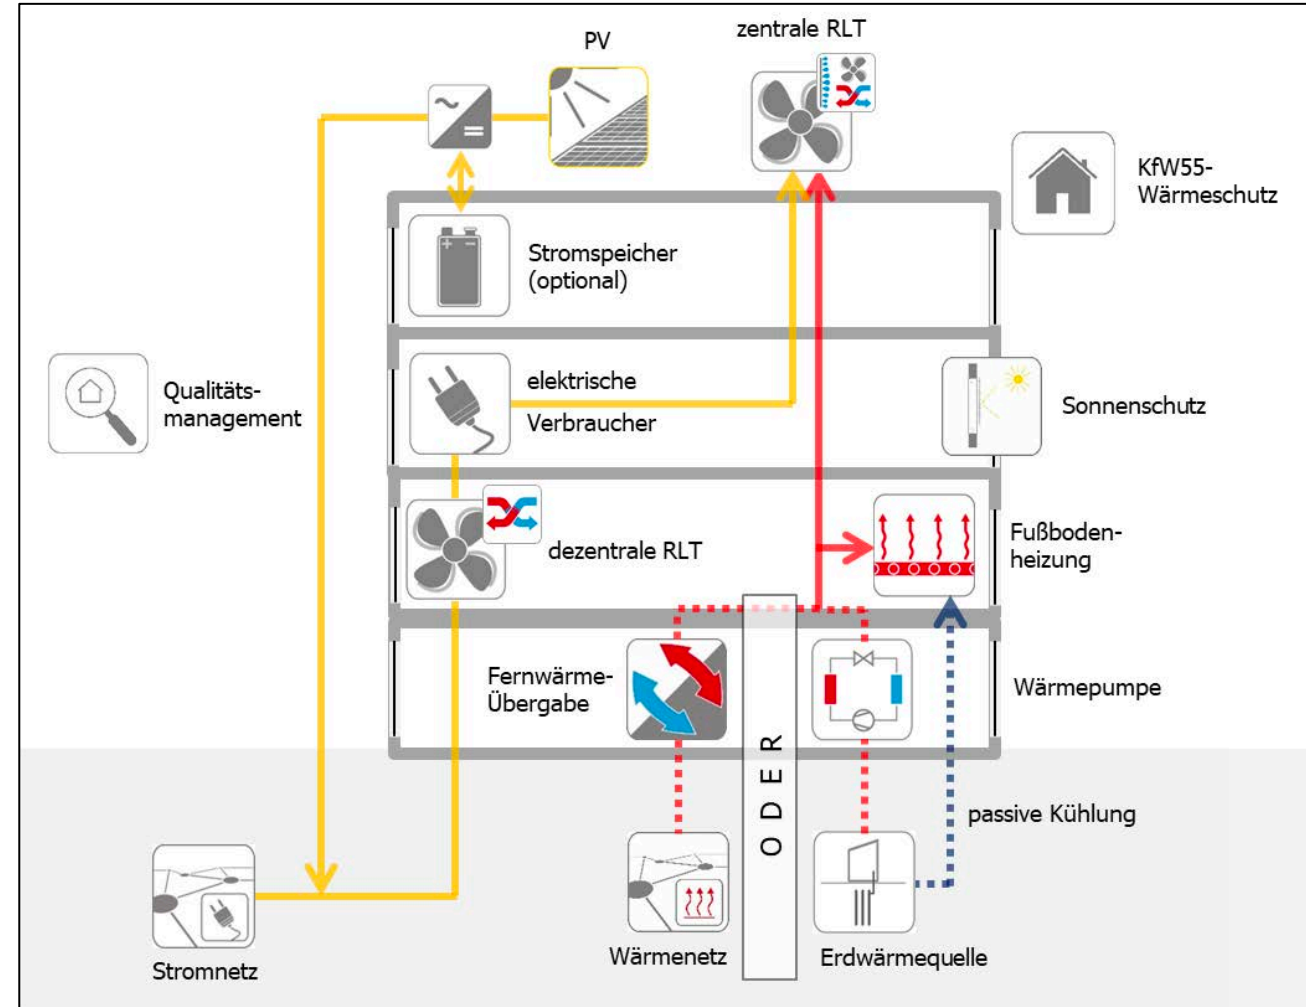 zentrale RLT
PV
KfW55-
Wärmeschutz
Stromspeicher
(optional)
elektrische
Verbraucher
Qualitäts-
management
Sonnenschutz
dezentrale RLT
Fußboden-
heizung
Fernwärme-
Übergabe
Wärmepumpe
ODER
passive Kühlung
Stromnetz
Wärmenetz
Erdwärmequelle